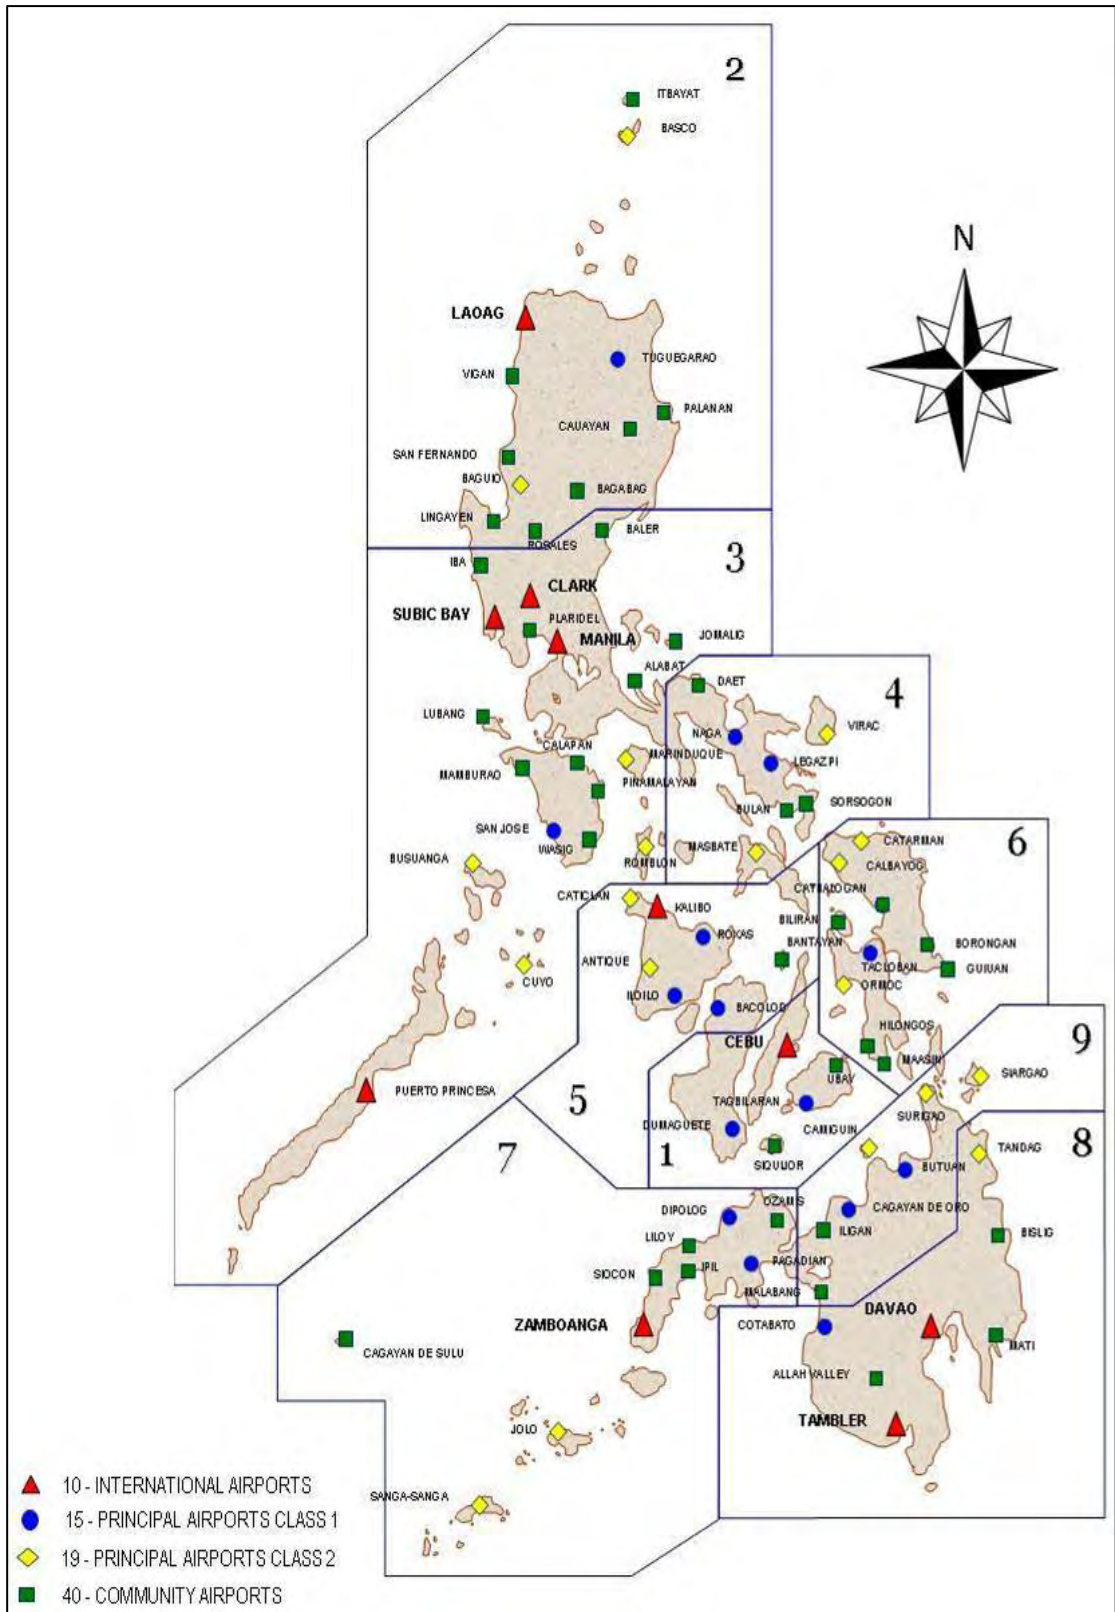 2
ITBAYAT
BASCO
N
LAOAG
TUGUEGARAO
VIGAN
PALANAN
CAUAYAN
SAN FERNANDO
BAGUIO
BAGABAG
LINGAYEN
ROSALES
BALER
3
IBA
CLARK
SUBIC BAY
PLARIDEL
MANILA
JOMALIG
ALABAT
DAET
4
LUBANG
NAGA
VIRAC
CALAPAN
MARINDUQUE
LEGAZPI
MAMBURAO
PINAMALAYAN
BULAN
SORSOGON
SAN JOSE
WASIG
MASBATE
CATARMAN
6
BUSUANGA
ROMBLON
CALBAYOG
CATICLAN
CATBALOGAN
KALIBO
BILIRAN
ROXAS
BANTAYAN
BORONGAN
ANTIQUE
TACLOBAN
GUIUAN
CUYO
ORMOC
ILOILO
BACOLOD
HILONGOS
CEBU
MAASIN
9
UBAY
SIARGAO
PUERTO PRINCESA
5
TAGBILARAN
SURIGAO
DUMAGUETE
CAMIGUIN
7
1
TANDAG
8
SIQUIJOR
BUTUAN
OZAMIS
DIPOLOG
CAGAYAN DE ORO
LILOY
ILIGAN
BISLIG
IPIL
PAGADIAN
SIOCON
MALABANG
ZAMBOANGA
COTABATO
DAVAO
CAGAYAN DE SULU
MATI
ALLAH VALLEY
TAMBLER
JOLO
SANGA-SANGA
10 - INTERNATIONAL AIRPORTS
15 - PRINCIPAL AIRPORTS CLASS 1
19 - PRINCIPAL AIRPORTS CLASS 2
40 - COMMUNITY AIRPORTS